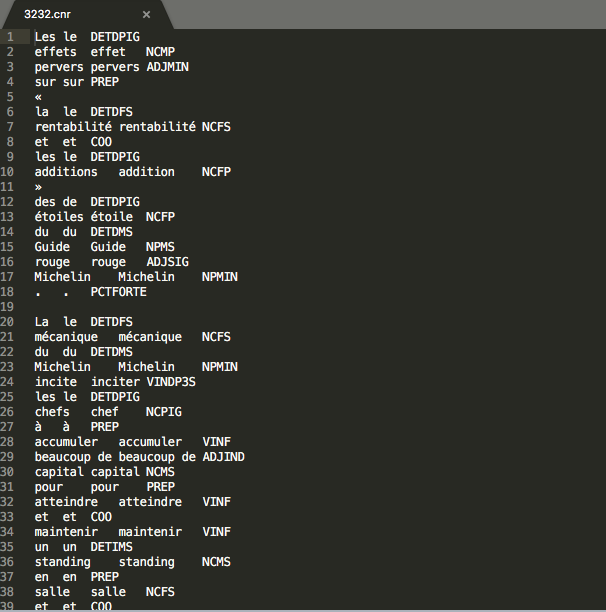 3232.cnr ×
1 Les le DETDPIG
2 effets effet NCMP
3 pervers pervers ADJMIN
4 sur sur PREP
5 «
6 la le DETDFS
7 rentabilité rentabilité NCFS
8 et et COO
9 les le DETDPIG
10 additions addition NCFP
11 »
12 des de DETDPIG
13 étoiles étoile NCFP
14 du du DETDMS
15 Guide Guide NPMS
16 rouge rouge ADJSIG
17 Michelin Michelin NPMIN
18 . . PCTFORTE
19
20 La le DETDFS
21 mécanique mécanique NCFS
22 du du DETDMS
23 Michelin Michelin NPMIN
24 incite inciter VINDP3S
25 les le DETDPIG
26 chefs chef NCPIG
27 à à PREP
28 accumuler accumuler VINF
29 beaucoup de beaucoup de ADJIND
30 capital capital NCMS
31 pour pour PREP
32 atteindre atteindre VINF
33 et et COO
34 maintenir maintenir VINF
35 un un DETIMS
36 standing standing NCMS
37 en en PREP
38 salle salle NCFS
39 et et COO